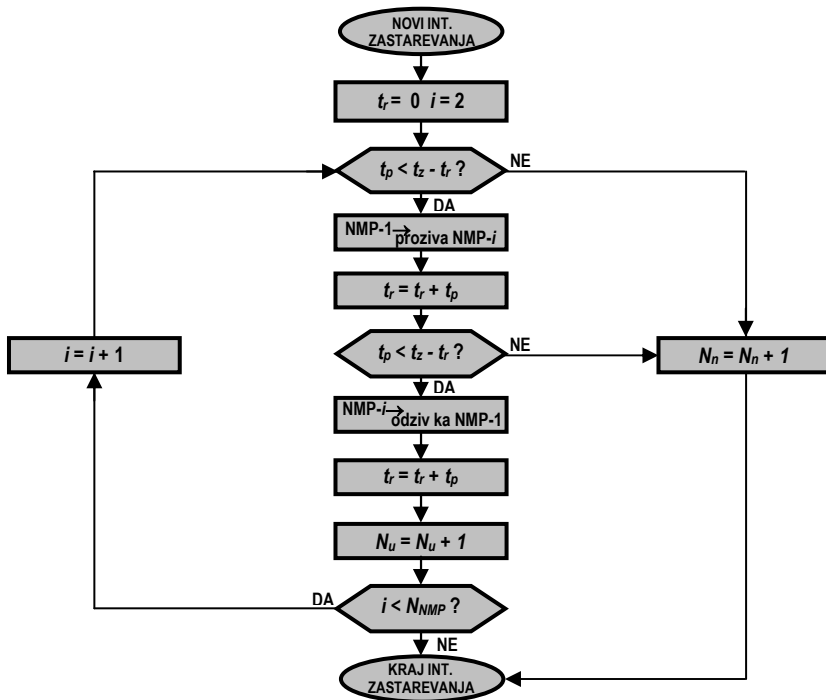 NOVI INT.
ZASTAREVANJA
tr = 0 i = 2
tp < tz - tr ?
NE
DA
NMP-1→
proziva NMP-i
tr = tr + tp
tp < tz - tr ?
NE
i = i + 1
Nn = Nn + 1
DA
NMP-i→
odziv ka NMP-1
tr = tr + tp
Nu = Nu + 1
DA
i < NNMP ?
NE
KRAJ INT.
ZASTAREVANJA